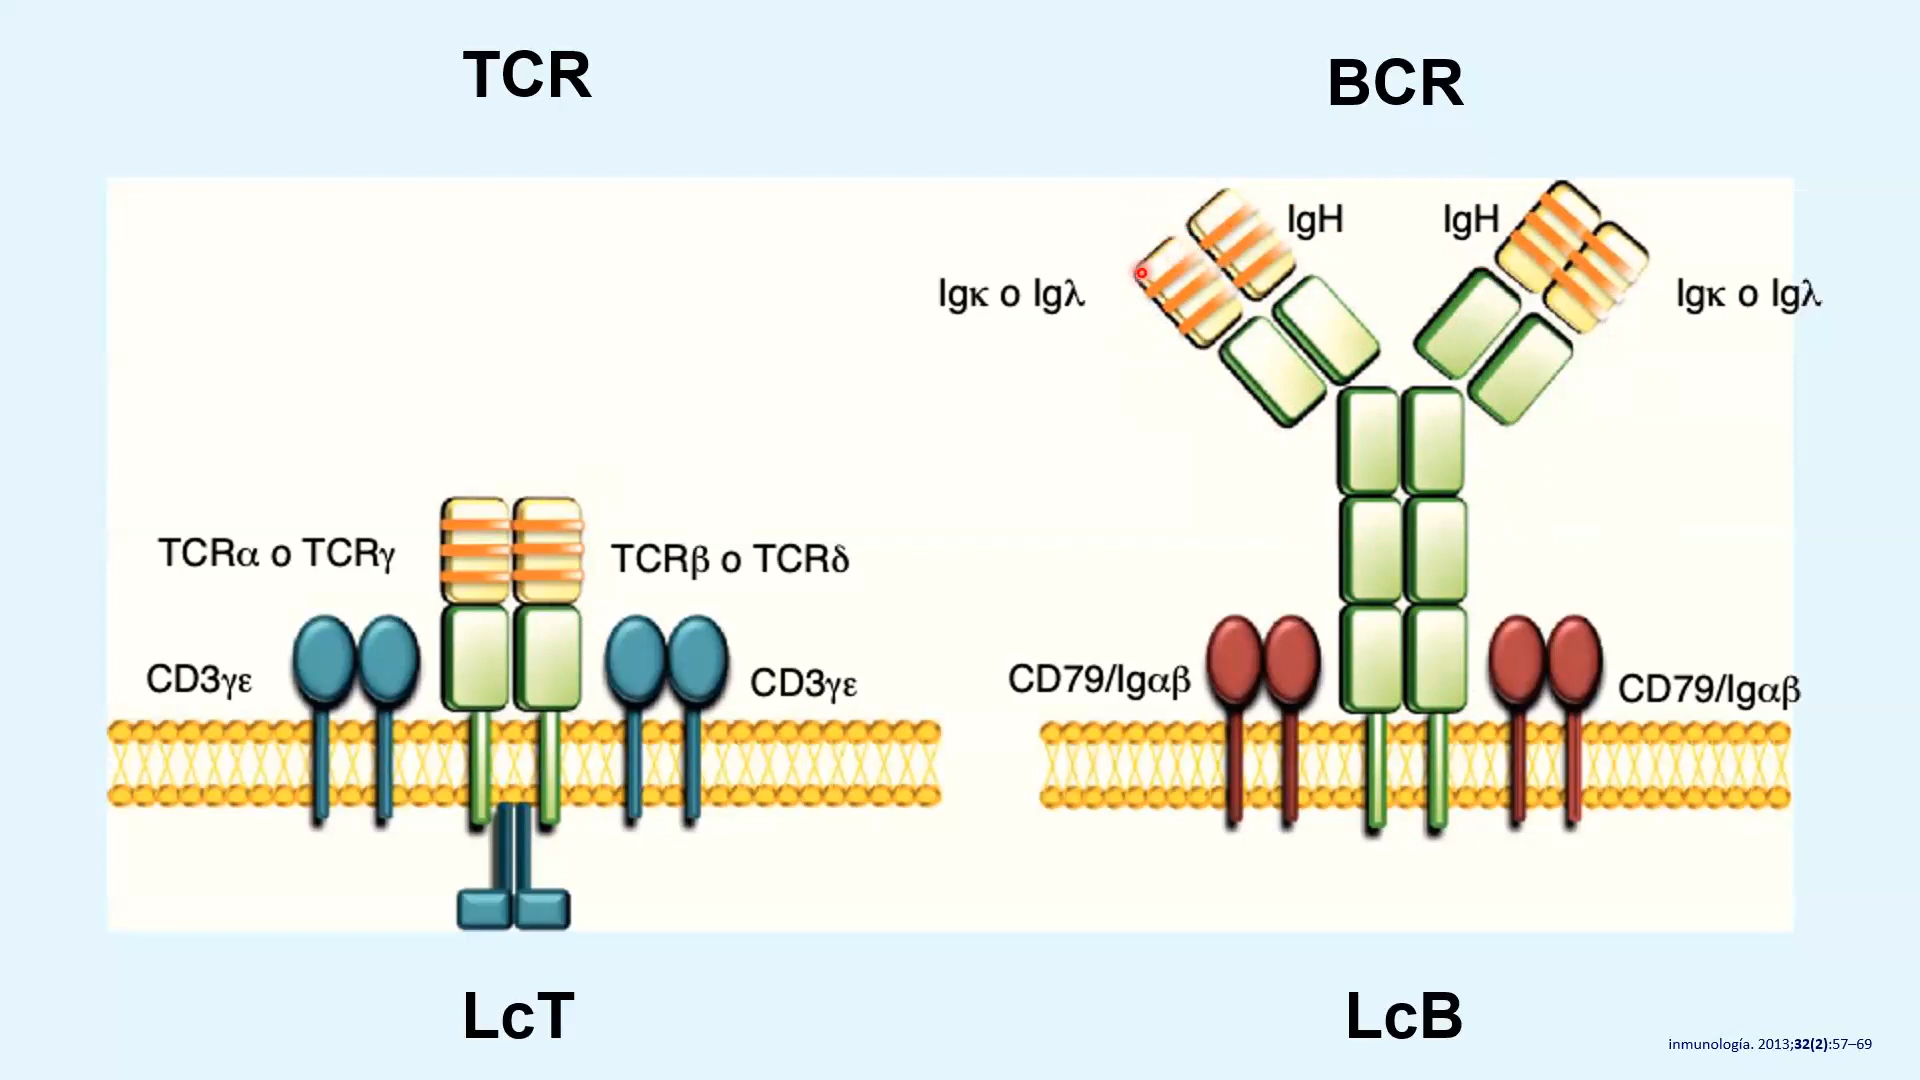 TCR
BCR
IgH
IgH
Igκ o Igλ
Igκ o Igλ
TCRα o TCRγ
TCRβ o TCRδ
CD3γε
CD3γε
CD79/Igαβ
CD79/Igαβ
LcT
LcB
inmunología. 2013;32(2):57–69